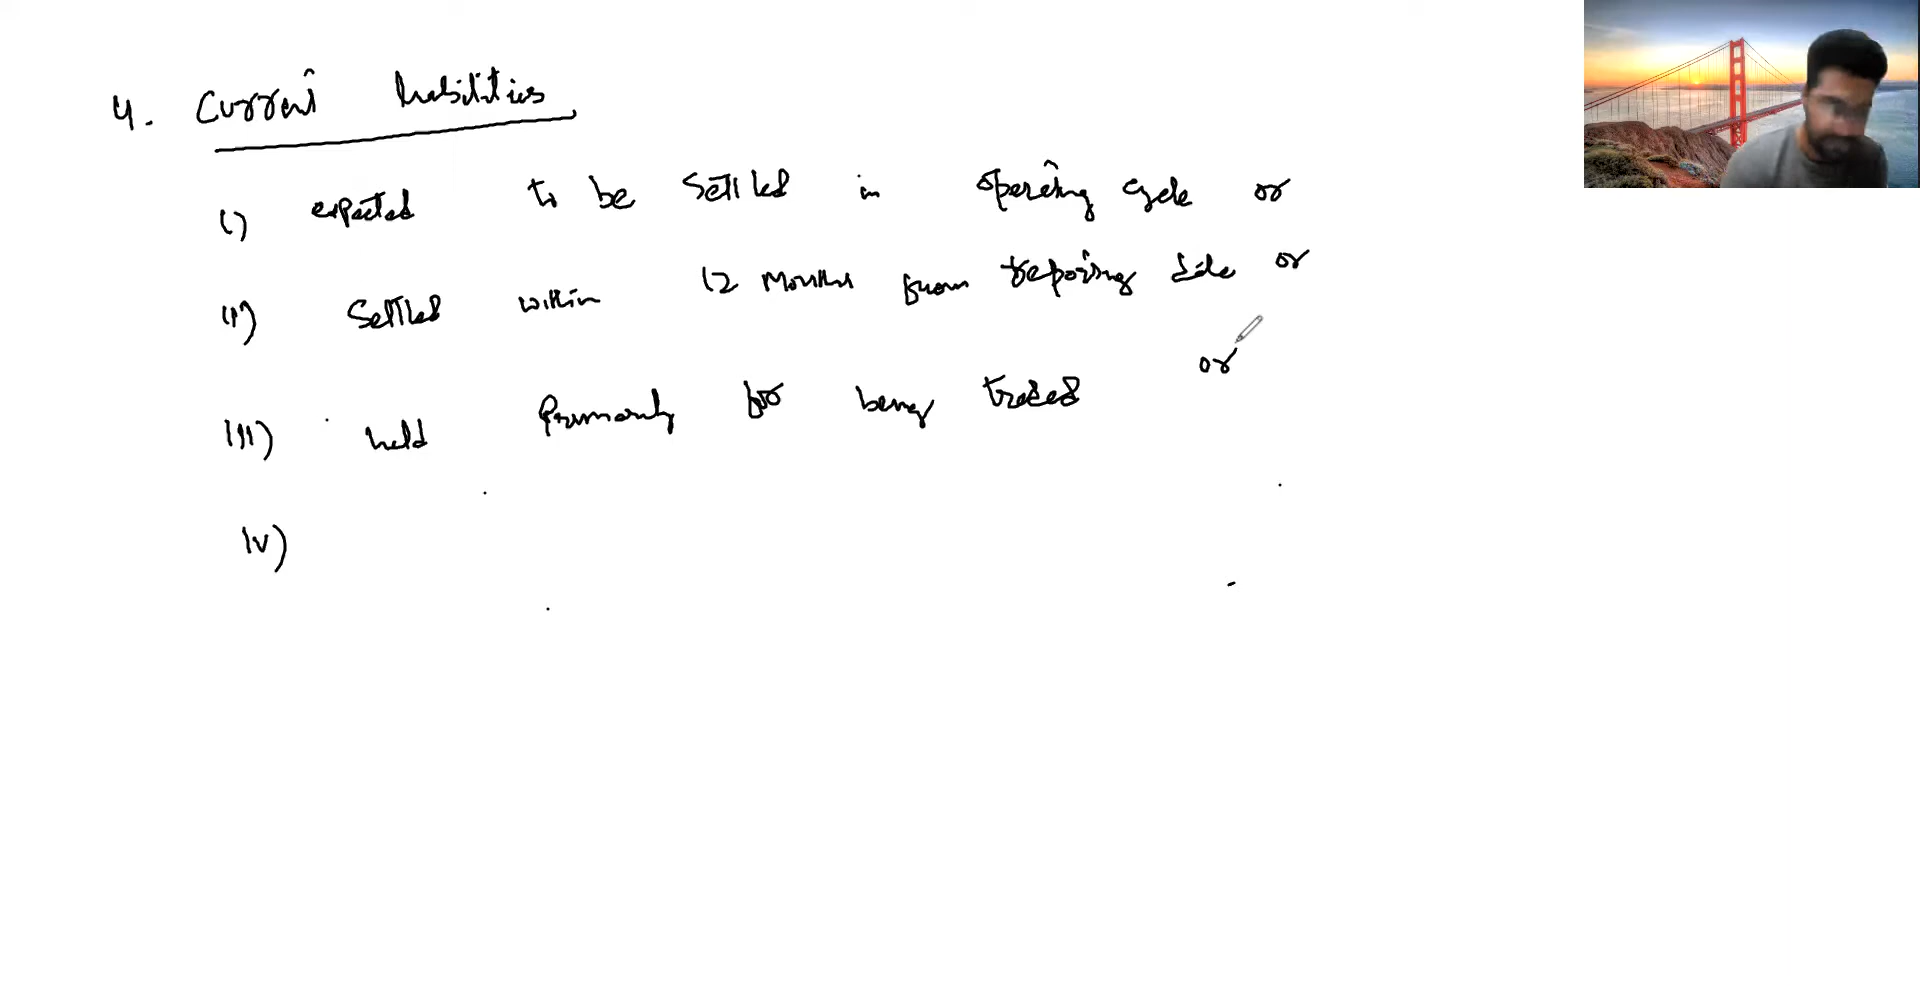 4. Current liabilities
i) expected to be settled in operating cycle or
ii) settled within 12 months from reporting date or
iii) held primarily for being traded or
iv)